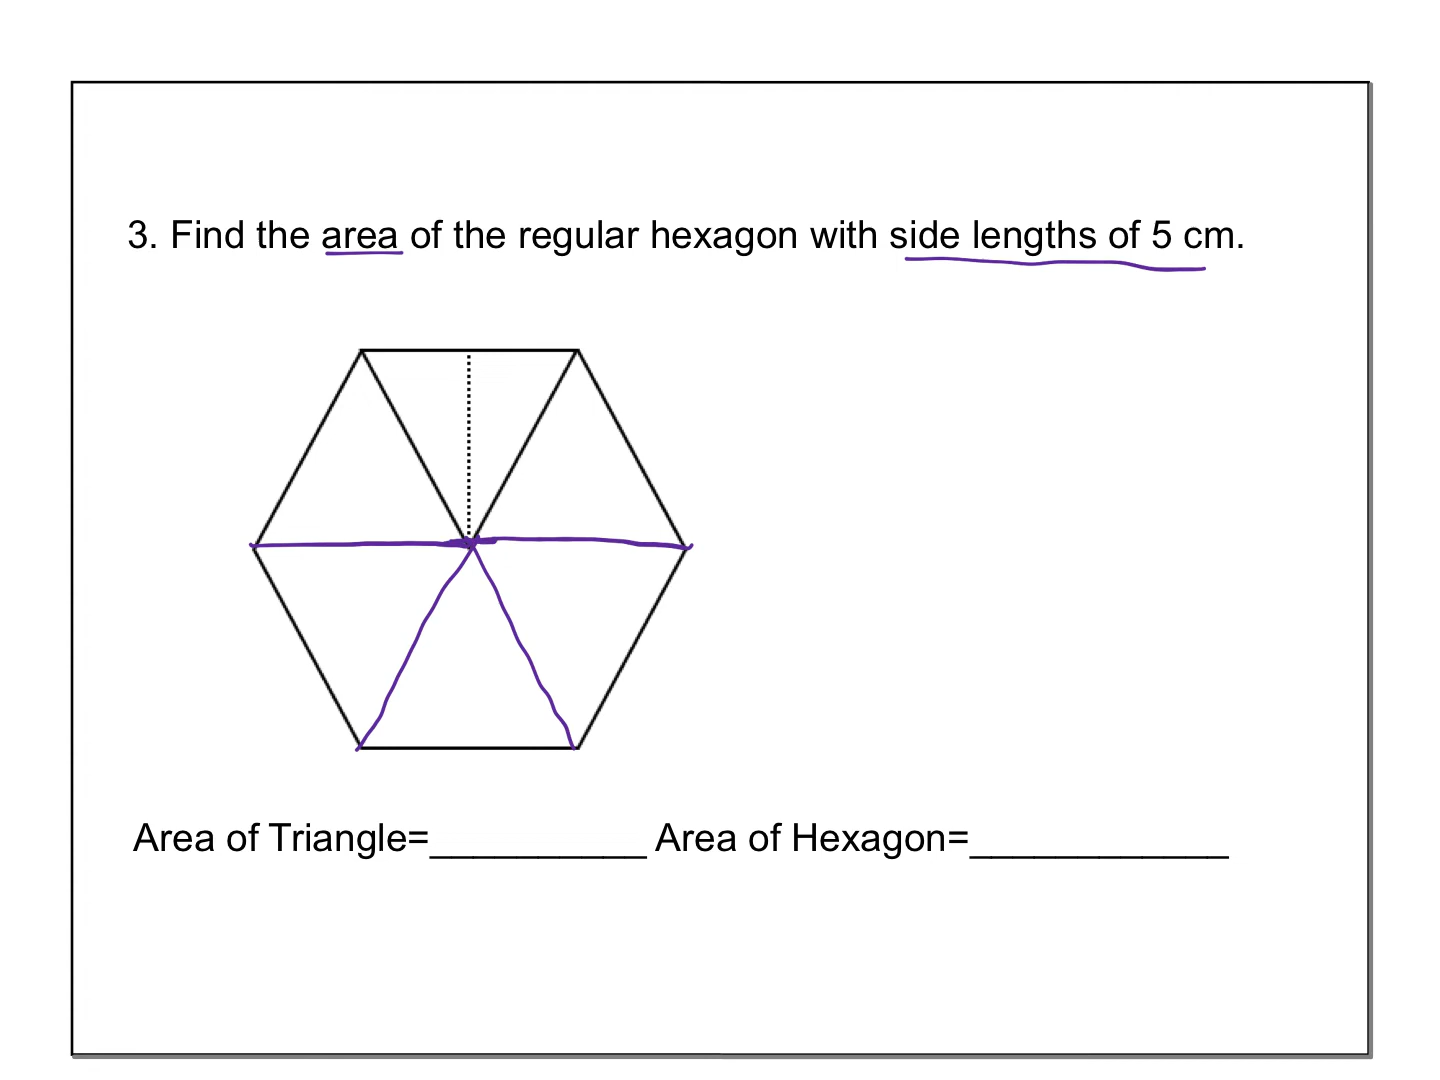 3. Find the area of the regular hexagon with side lengths of 5 cm.
Area of Triangle=__________ Area of Hexagon=____________